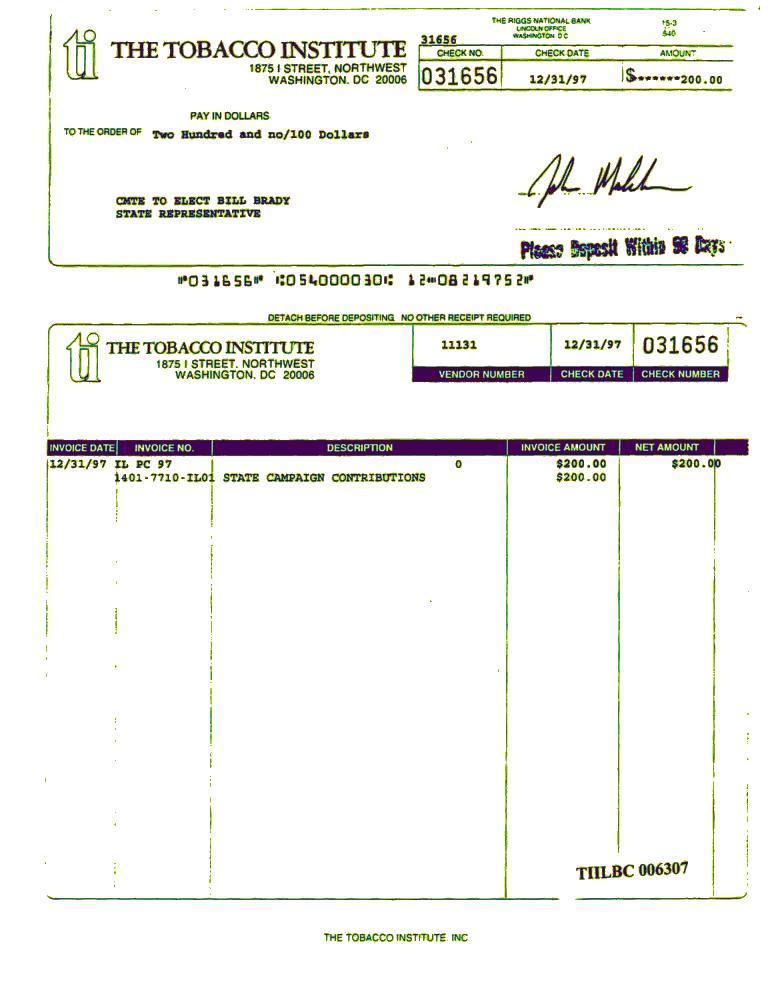 THE RIGGS NATIONAL BANK
LINCOLN OFFICE
WASHINGTON D C
15-3
540
ti THE TOBACCO INSTITUTE
1875 I STREET, NORTHWEST
WASHINGTON, DC 20006
31656
CHECK NO. CHECK DATE AMOUNT
031656 12/31/97 $******200.00
PAY IN DOLLARS
TO THE ORDER OF Two Hundred and no/100 Dollars
CMTE TO ELECT BILL BRADY
STATE REPRESENTATIVE
Please Deposit Within 90 Days
⑈031656⑈ ⑆054000030⑆ 12⑉08219752⑈
DETACH BEFORE DEPOSITING NO OTHER RECEIPT REQUIRED
ti THE TOBACCO INSTITUTE
1875 I STREET, NORTHWEST
WASHINGTON, DC 20006
11131 12/31/97 031656
VENDOR NUMBER CHECK DATE CHECK NUMBER
INVOICE DATE INVOICE NO. DESCRIPTION INVOICE AMOUNT NET AMOUNT
12/31/97 IL PC 97 0 $200.00 $200.00
1401-7710-IL01 STATE CAMPAIGN CONTRIBUTIONS $200.00
TIILBC 006307
THE TOBACCO INSTITUTE. INC